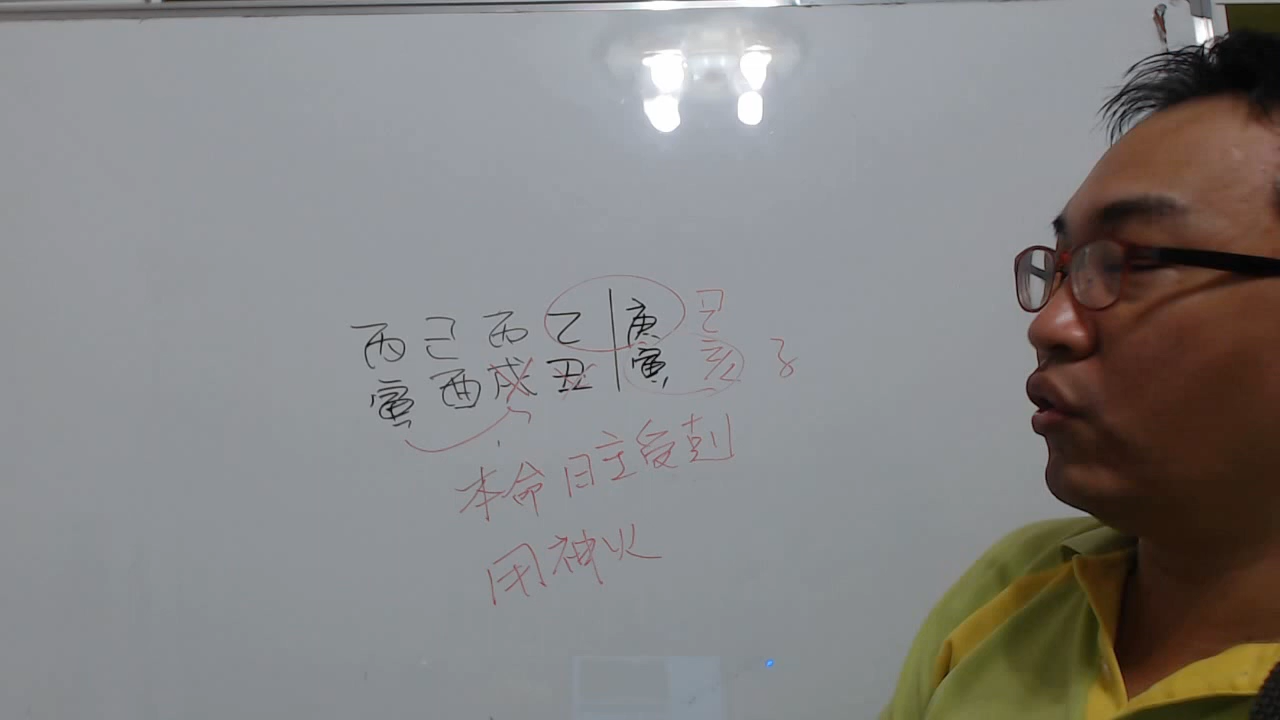 丙己丙乙庚己
寅酉戌丑寅亥子
本命日主受剋
用神火